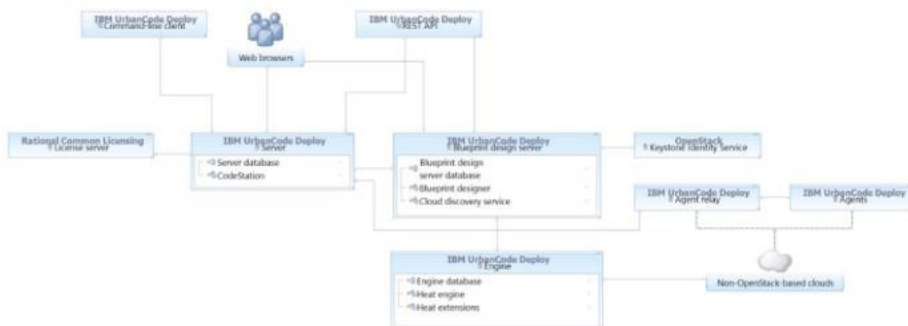 IBM UrbanCode Deploy
Command-line client
IBM UrbanCode Deploy
REST API
Web browsers
Rational Common Licensing
License server
IBM UrbanCode Deploy
Server
Server database
CodeStation
IBM UrbanCode Deploy
Blueprint design server
Blueprint design
server database
Blueprint designer
Cloud discovery service
OpenStack
Keystone Identity Service
IBM UrbanCode Deploy
Agent relay
IBM UrbanCode Deploy
Agents
IBM UrbanCode Deploy
Engine
Engine database
Heat engine
Heat extensions
Non-OpenStack-based clouds